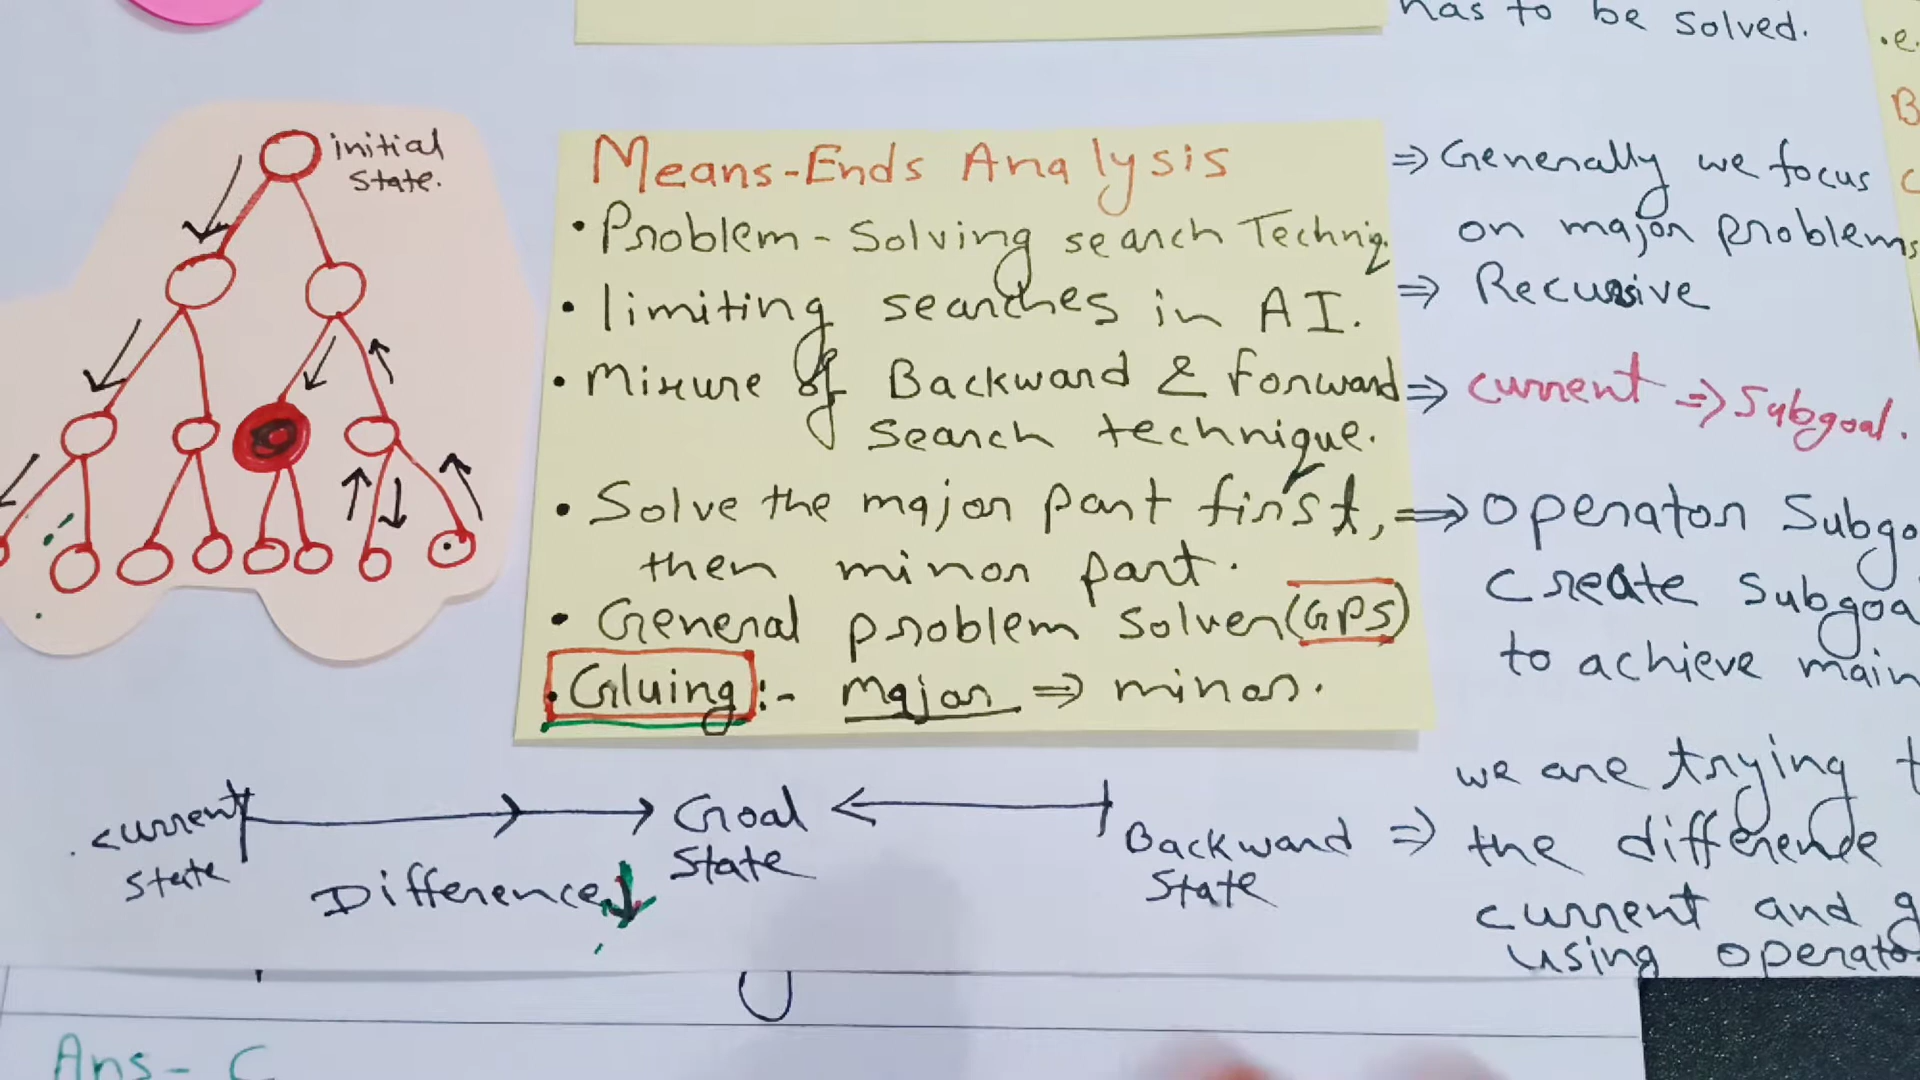 has to be solved.
.e.
initial
state.
Means-Ends Analysis
• Problem-Solving search Techniq.
• limiting searches in AI.
• Mixure of Backward & Forward
search technique.
• Solve the major part first,
then minor part.
• General problem solver (GPS)
• Gluing :- major ⇒ minor.
⇒ Generally we focus
on major problems
⇒ Recursive
⇒ current ⇒ Subgoal.
⇒ Operator Subgo
create subgoa
to achieve main
⇒ we are trying t
the difference
current and g
using operato
current
state
Difference ↓
Goal
State
Backward
State
Ans- C